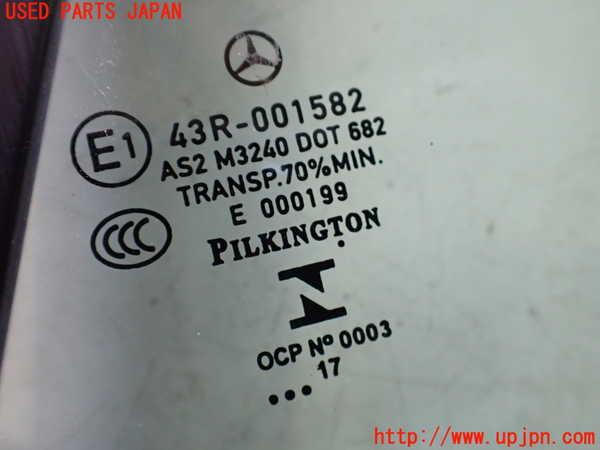 USED PARTS JAPAN
E1
43R-001582
AS2 M3240 DOT 682
TRANSP.70%MIN.
E 000199
CCC
PILKINGTON
OCP Nº 0003
17
http://www.upjpn.com/